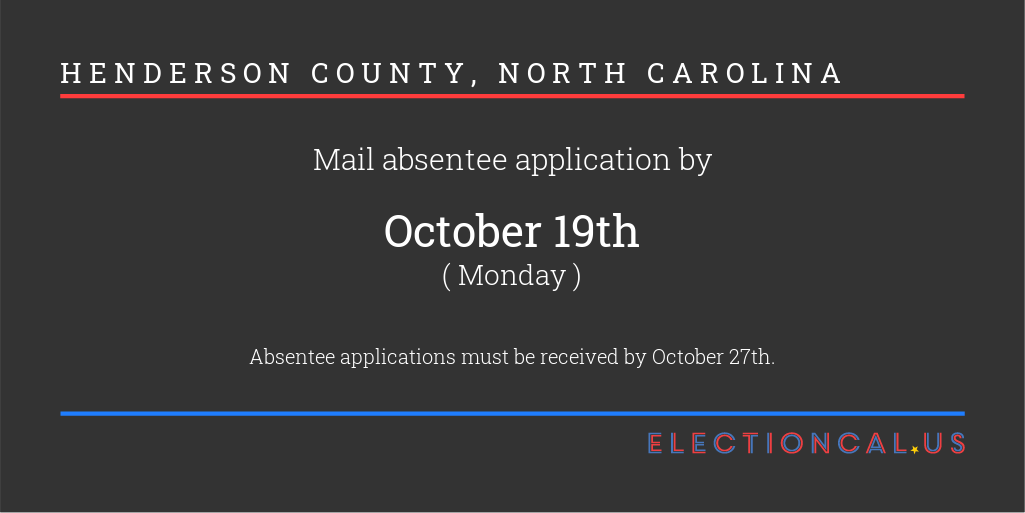 HENDERSON COUNTY, NORTH CAROLINA
Mail absentee application by
October 19th
( Monday )
Absentee applications must be received by October 27th.
ELECTIONCAL.US